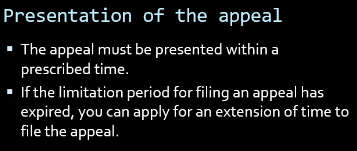 Presentation of the appeal
▪ The appeal must be presented within a
prescribed time.
▪ If the limitation period for filing an appeal has
expired, you can apply for an extension of time to
file the appeal.